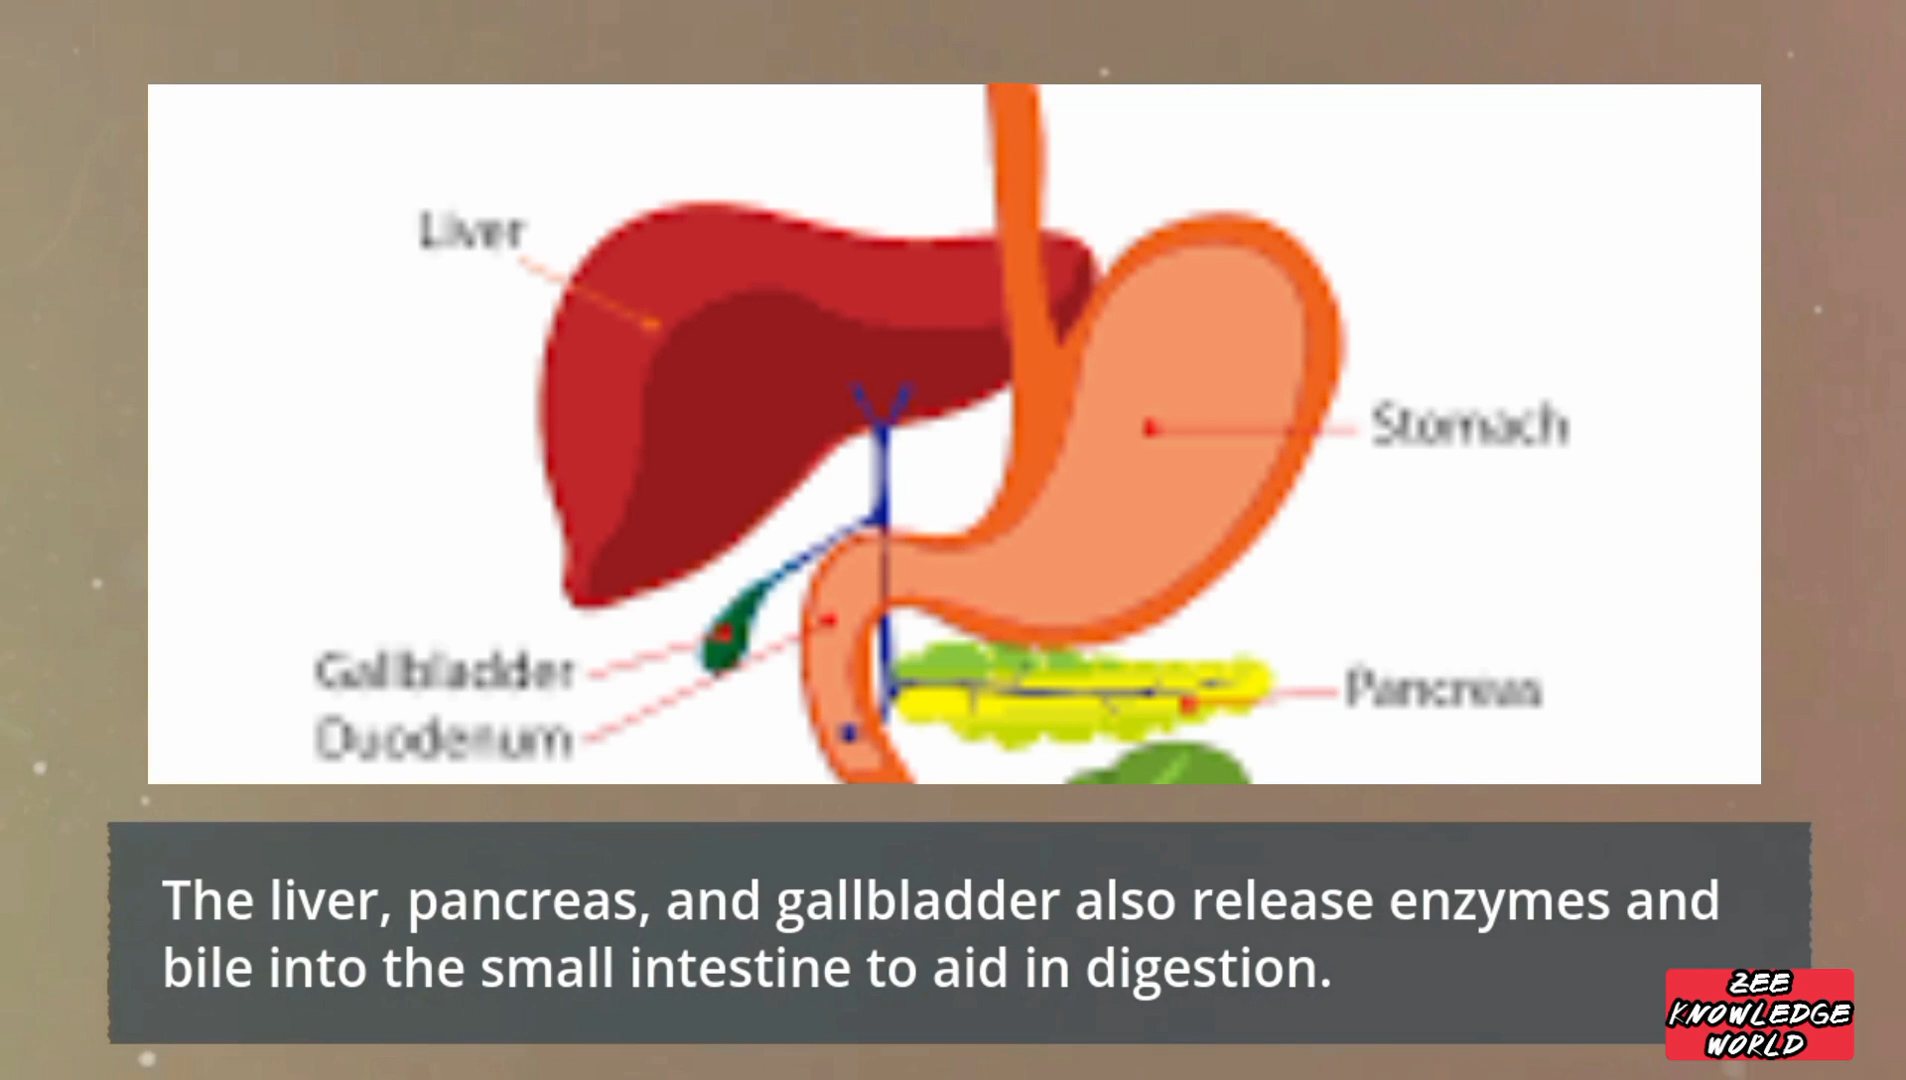 Liver
Stomach
Gallbladder
Pancreas
Duodenum
The liver, pancreas, and gallbladder also release enzymes and
bile into the small intestine to aid in digestion.
ZEE
KNOWLEDGE
WORLD